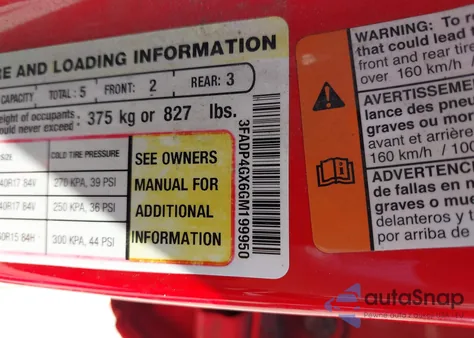 RE AND LOADING INFORMATION
CAPACITY TOTAL: 5 FRONT: 2 REAR: 3
eight of occupants
ould never exceed: 375 kg or 827 lbs.
SIZE COLD TIRE PRESSURE
40R17 84V 270 KPA, 39 PSI
40R17 84V 250 KPA, 36 PSI
60R15 84H 300 KPA, 44 PSI
SEE OWNERS
MANUAL FOR
ADDITIONAL
INFORMATION
3FADP4GX6GM199950
WARNING: To r
that could lead t
front and rear tir
over 160 km/h /
AVERTISSEMEN
lance des pneu
graves ou mor
avant et arrière
160 km/h / 100
ADVERTENC
de fallas en n
graves o mue
delanteros y t
por arriba de
autoSnap